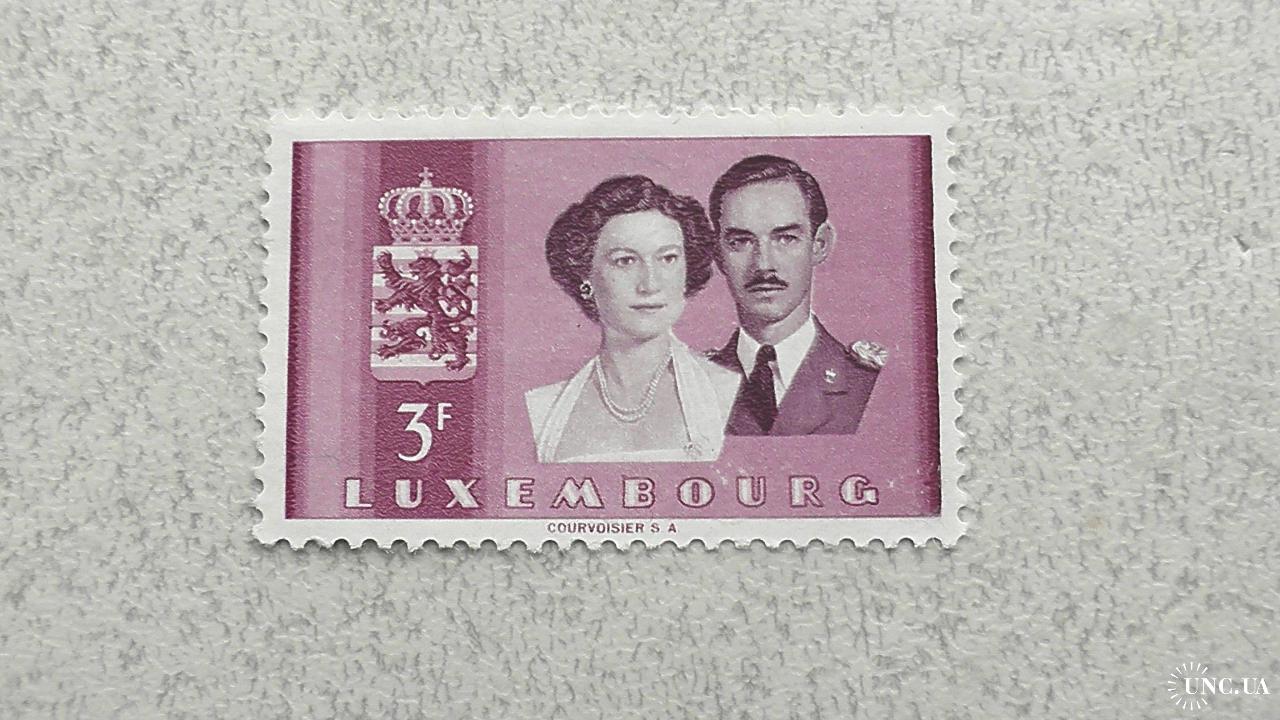 3F
LUXEMBOURG
COURVOISIER S. A
UNC.UA